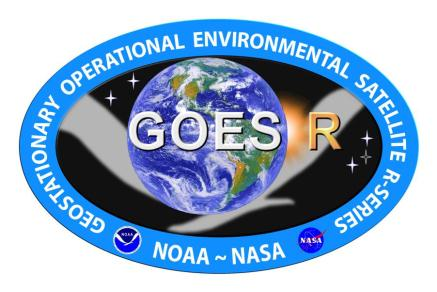 GEOSTATIONARY OPERATIONAL ENVIRONMENTAL SATELLITE R-SERIES
GOES R
NOAA
NASA
NOAA ~ NASA